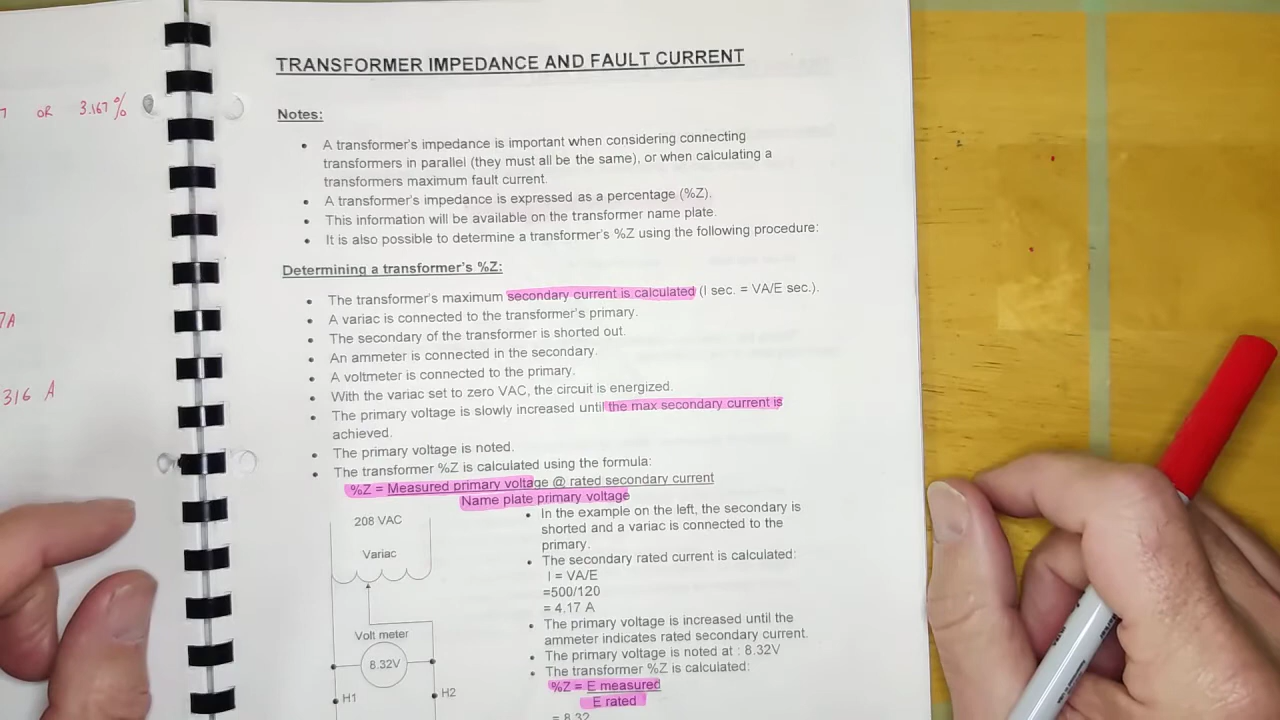 OR 3.167%
316 A
TRANSFORMER IMPEDANCE AND FAULT CURRENT
Notes:
• A transformer's impedance is important when considering connecting
transformers in parallel (they must all be the same), or when calculating a
transformers maximum fault current.
• A transformer's impedance is expressed as a percentage (%Z).
• This information will be available on the transformer name plate.
• It is also possible to determine a transformer's %Z using the following procedure:
Determining a transformer's %Z:
• The transformer's maximum secondary current is calculated (I sec. = VA/E sec.).
• A variac is connected to the transformer's primary.
• The secondary of the transformer is shorted out.
• An ammeter is connected in the secondary.
• A voltmeter is connected to the primary.
• With the variac set to zero VAC, the circuit is energized.
• The primary voltage is slowly increased until the max secondary current is
achieved.
• The primary voltage is noted.
• The transformer %Z is calculated using the formula:
%Z = Measured primary voltage @ rated secondary current
Name plate primary voltage
208 VAC
Variac
Volt meter
8.32V
H1
H2
• In the example on the left, the secondary is
shorted and a variac is connected to the
primary.
• The secondary rated current is calculated:
I = VA/E
=500/120
= 4.17 A
• The primary voltage is increased until the
ammeter indicates rated secondary current.
• The primary voltage is noted at : 8.32V
• The transformer %Z is calculated:
%Z = E measured
E rated
= 8.32